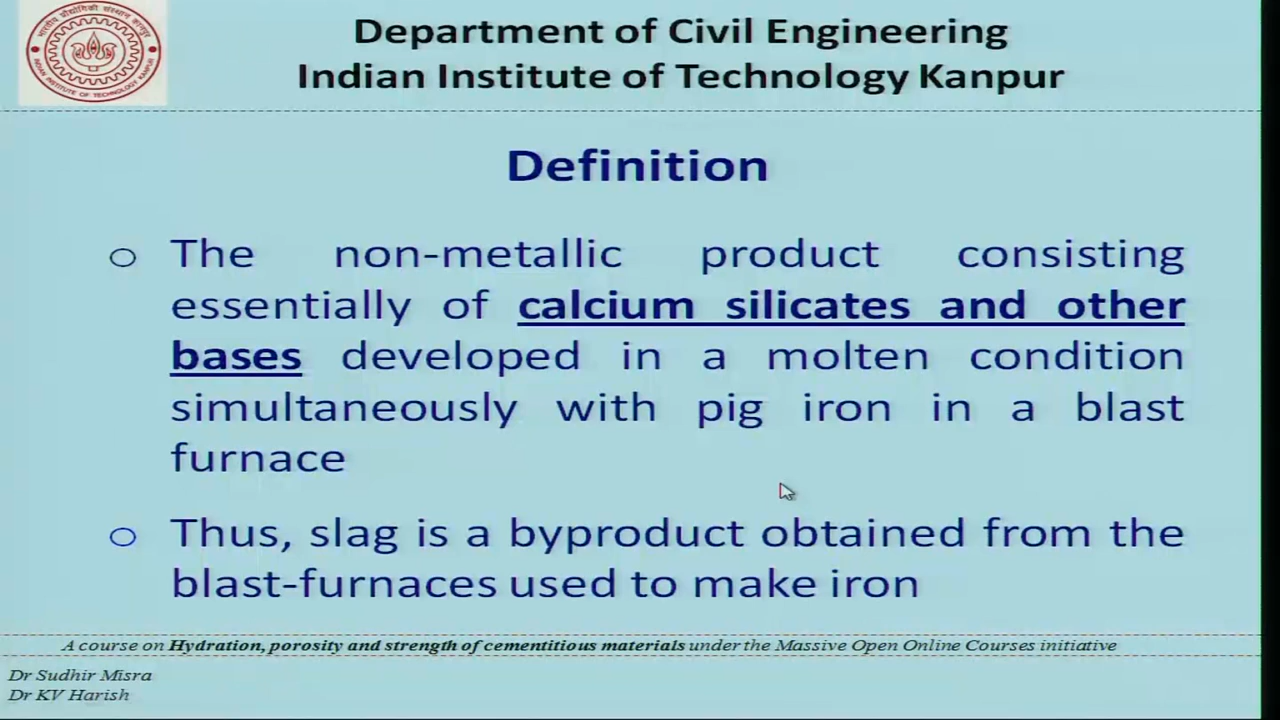 Department of Civil Engineering
Indian Institute of Technology Kanpur
Definition
The non-metallic product consisting
essentially of calcium silicates and other
bases developed in a molten condition
simultaneously with pig iron in a blast
furnace
Thus, slag is a byproduct obtained from the
blast-furnaces used to make iron
A course on Hydration, porosity and strength of cementitious materials under the Massive Open Online Courses initiative
Dr Sudhir Misra
Dr KV Harish